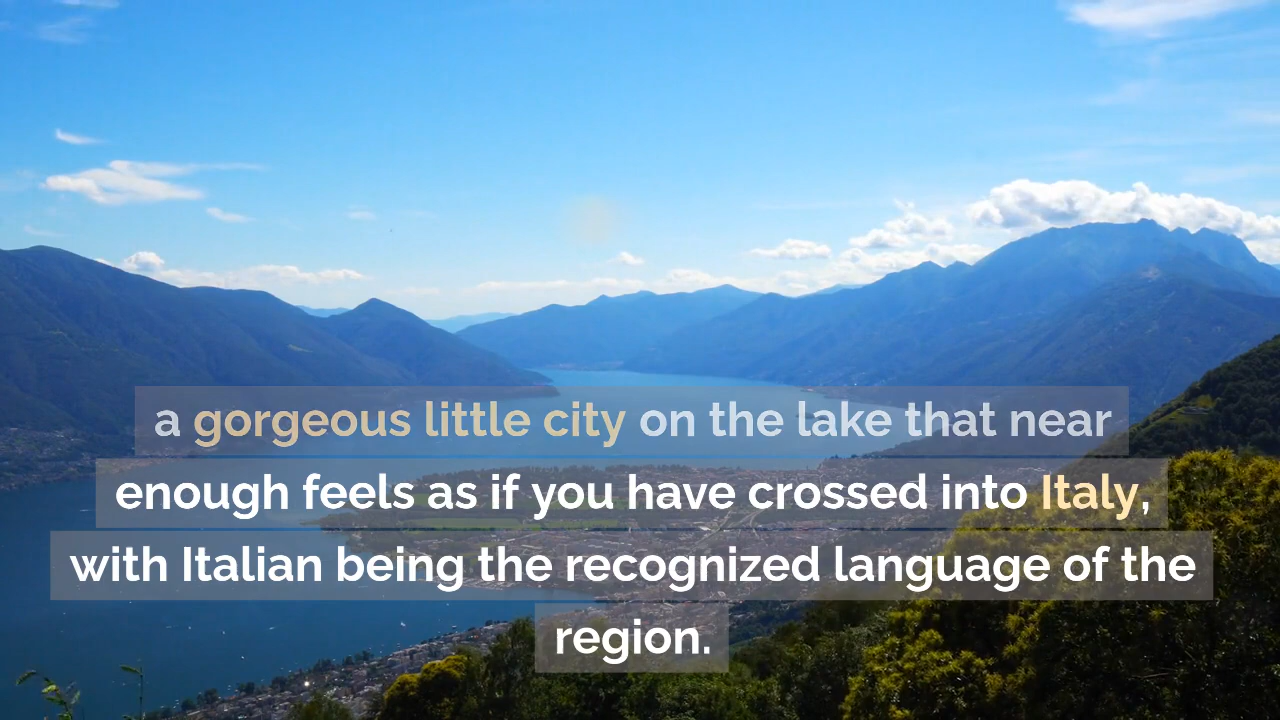 a gorgeous little city on the lake that near
enough feels as if you have crossed into Italy,
with Italian being the recognized language of the
region.